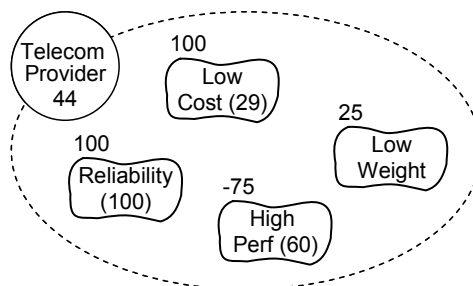 Telecom
Provider
44
100
Low
Cost (29)
25
Low
Weight
100
Reliability
(100)
-75
High
Perf (60)